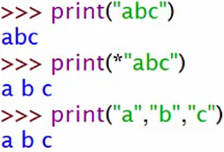 >>> print("abc")
abc
>>> print(*"abc")
a b c
>>> print("a","b","c")
a b c